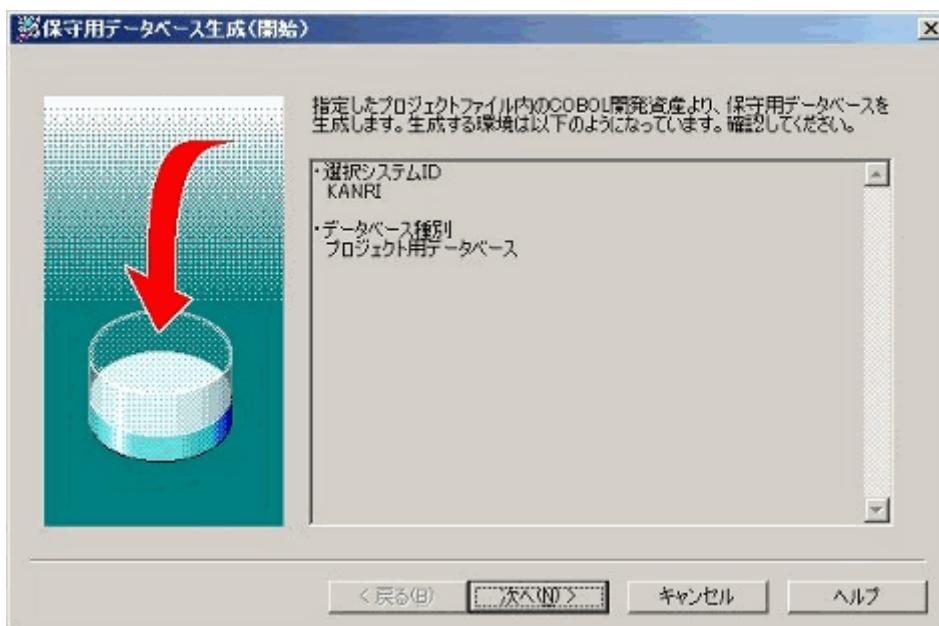 保守用データベース生成(開始)
指定したプロジェクトファイル内のCOBOL開発資産より、保守用データベースを
生成します。生成する環境は以下のようになっています。確認してください。
・選択システムID
KANRI
・データベース種別
プロジェクト用データベース
< 戻る(B) 次へ(N) > キャンセル ヘルプ